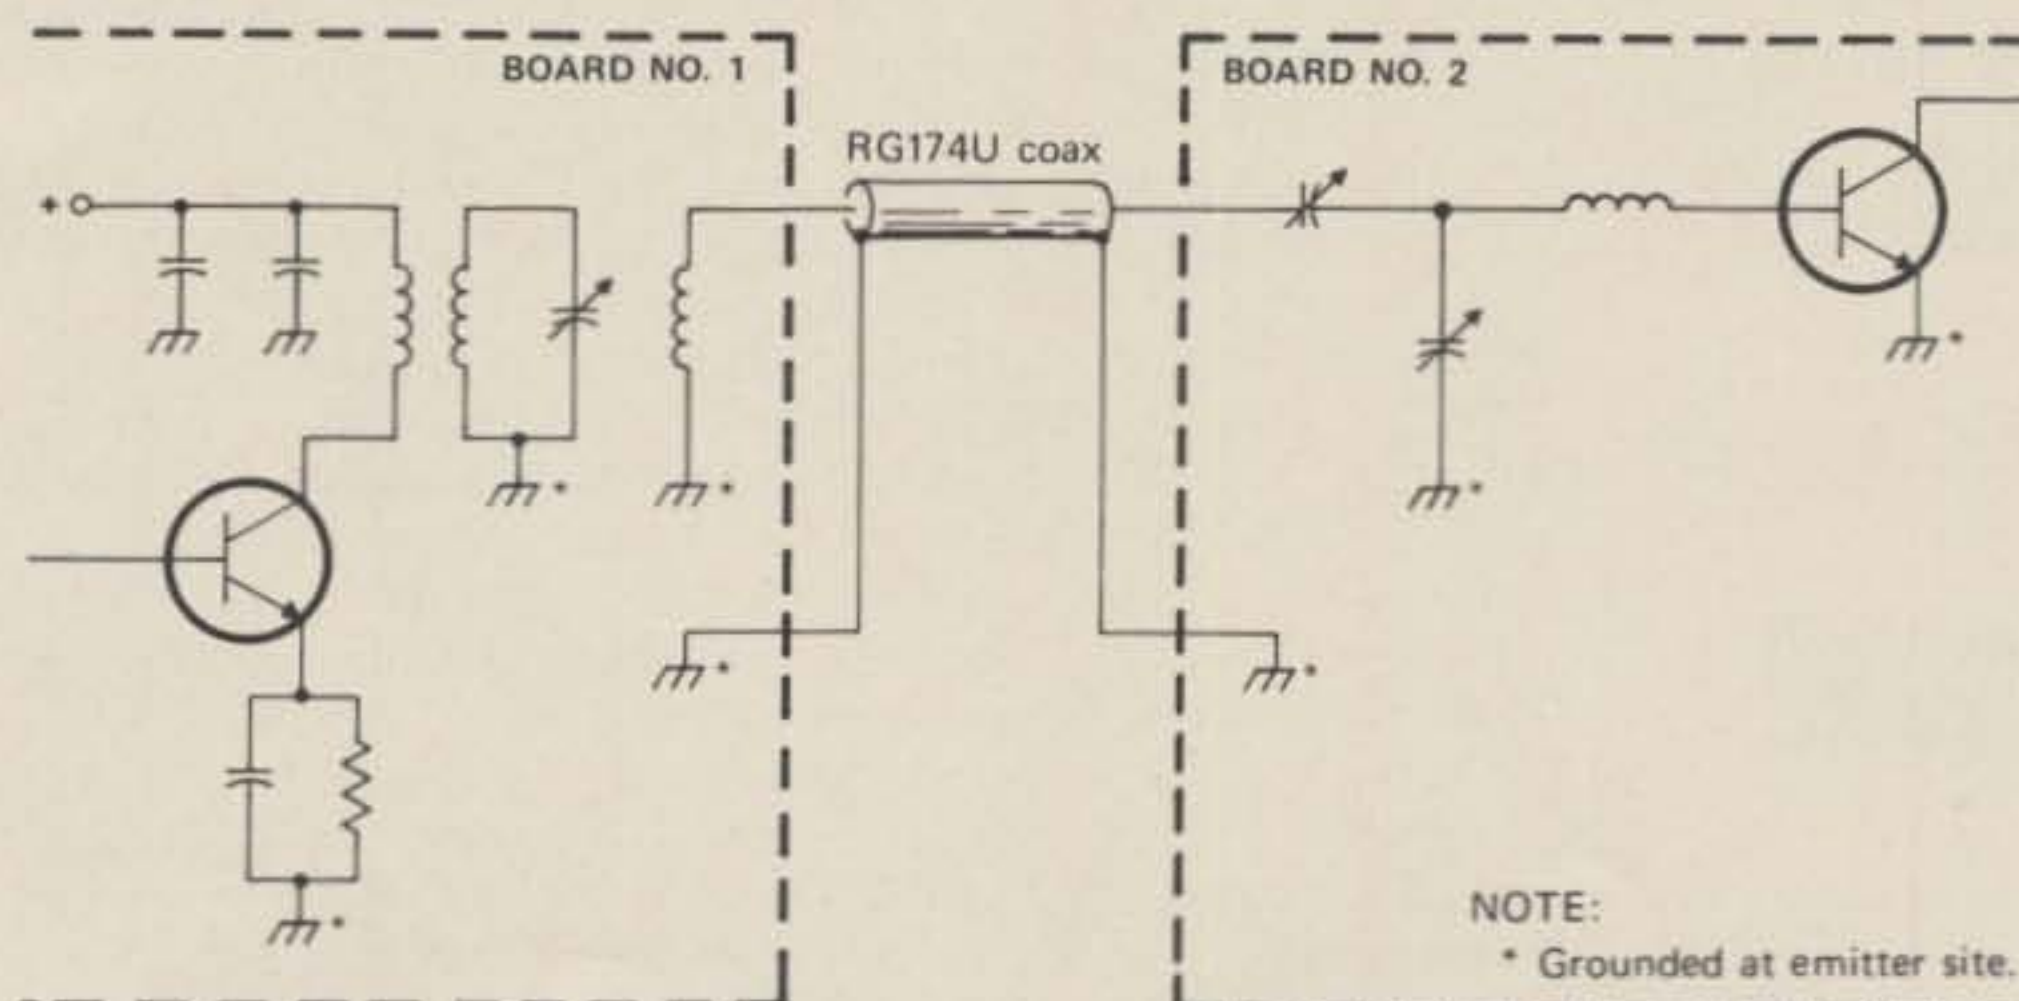 BOARD NO. 1
BOARD NO. 2
RG174U coax
+
*
*
*
*
*
*
*
NOTE:
* Grounded at emitter site.